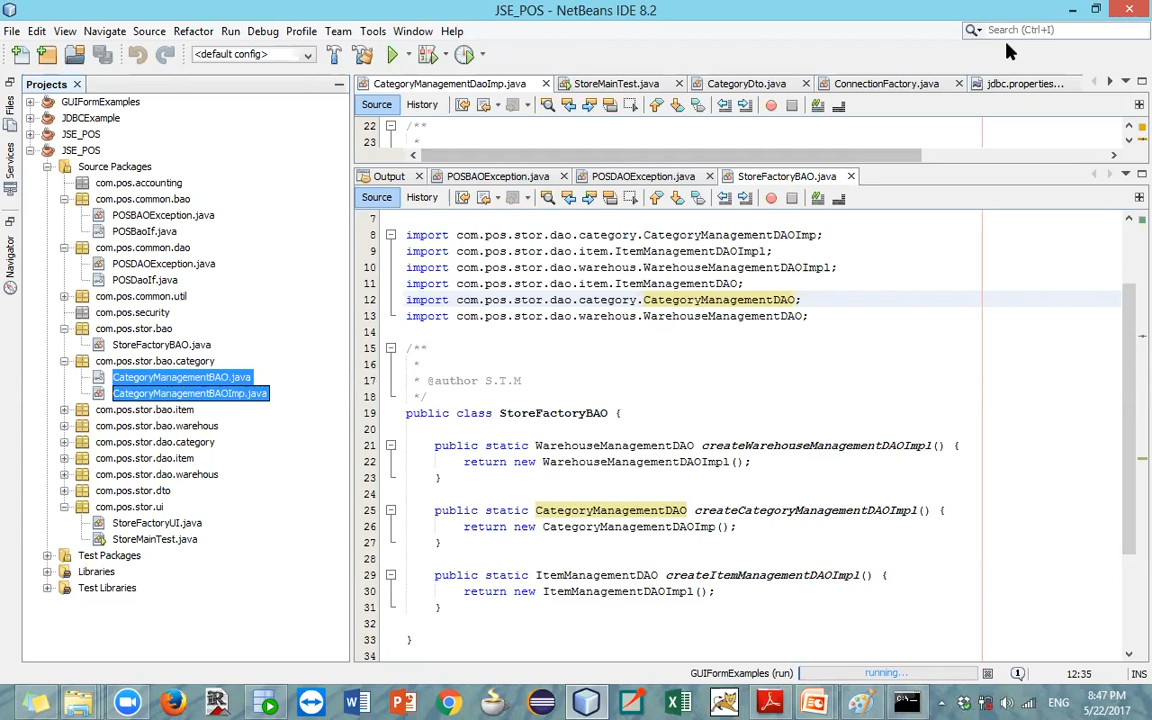 JSE_POS - NetBeans IDE 8.2
File Edit View Navigate Source Refactor Run Debug Profile Team Tools Window Help
Search (Ctrl+I)
<default config>
Projects
CategoryManagementDaoImp.java
StoreMainTest.java
CategoryDto.java
ConnectionFactory.java
jdbc.properties...
Files
Services
Navigator
GUIFormExamples
JDBCExample
JSE_POS
JSE_POS
Source Packages
com.pos.accounting
com.pos.common.bao
POSBAOException.java
POSBaoIf.java
com.pos.common.dao
POSDAOException.java
POSDaoIf.java
com.pos.common.util
com.pos.security
com.pos.stor.bao
StoreFactoryBAO.java
com.pos.stor.bao.category
CategoryManagementBAO.java
CategoryManagementBAOImp.java
com.pos.stor.bao.item
com.pos.stor.bao.warehous
com.pos.stor.dao.category
com.pos.stor.dao.item
com.pos.stor.dao.warehous
com.pos.stor.dto
com.pos.stor.ui
StoreFactoryUI.java
StoreMainTest.java
Test Packages
Libraries
Test Libraries
Source History
22 /**
23 *
Output
POSBAOException.java
POSDAOException.java
StoreFactoryBAO.java
Source History
7
8 import com.pos.stor.dao.category.CategoryManagementDAOImp;
9 import com.pos.stor.dao.item.ItemManagementDAOImpl;
10 import com.pos.stor.dao.warehous.WarehouseManagementDAOImpl;
11 import com.pos.stor.dao.item.ItemManagementDAO;
12 import com.pos.stor.dao.category.CategoryManagementDAO;
13 import com.pos.stor.dao.warehous.WarehouseManagementDAO;
14
15 /**
16 *
17 * @author S.T.M
18 */
19 public class StoreFactoryBAO {
20
21 public static WarehouseManagementDAO createWarehouseManagementDAOImpl() {
22 return new WarehouseManagementDAOImpl();
23 }
24
25 public static CategoryManagementDAO createCategoryManagementDAOImpl() {
26 return new CategoryManagementDAOImp();
27 }
28
29 public static ItemManagementDAO createItemManagementDAOImpl() {
30 return new ItemManagementDAOImpl();
31 }
32
33 }
34
GUIFormExamples (run)
running...
1
12:35
INS
ENG
8:47 PM
5/22/2017